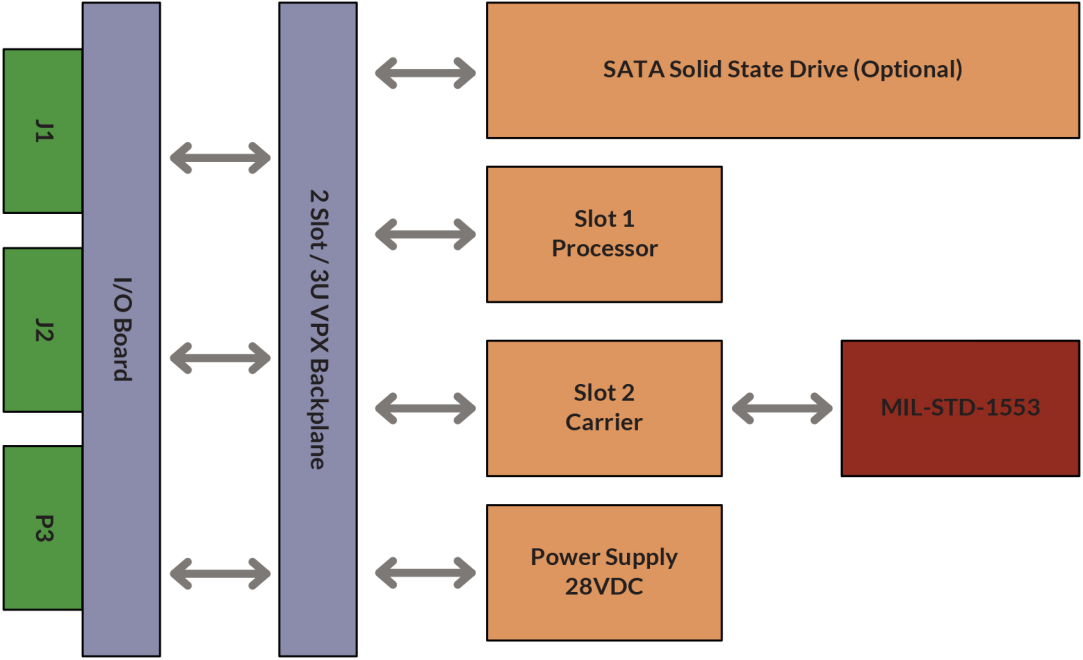 J1
J2
P3
I/O Board
2 Slot / 3U VPX Backplane
SATA Solid State Drive (Optional)
Slot 1
Processor
Slot 2
Carrier
MIL-STD-1553
Power Supply
28VDC